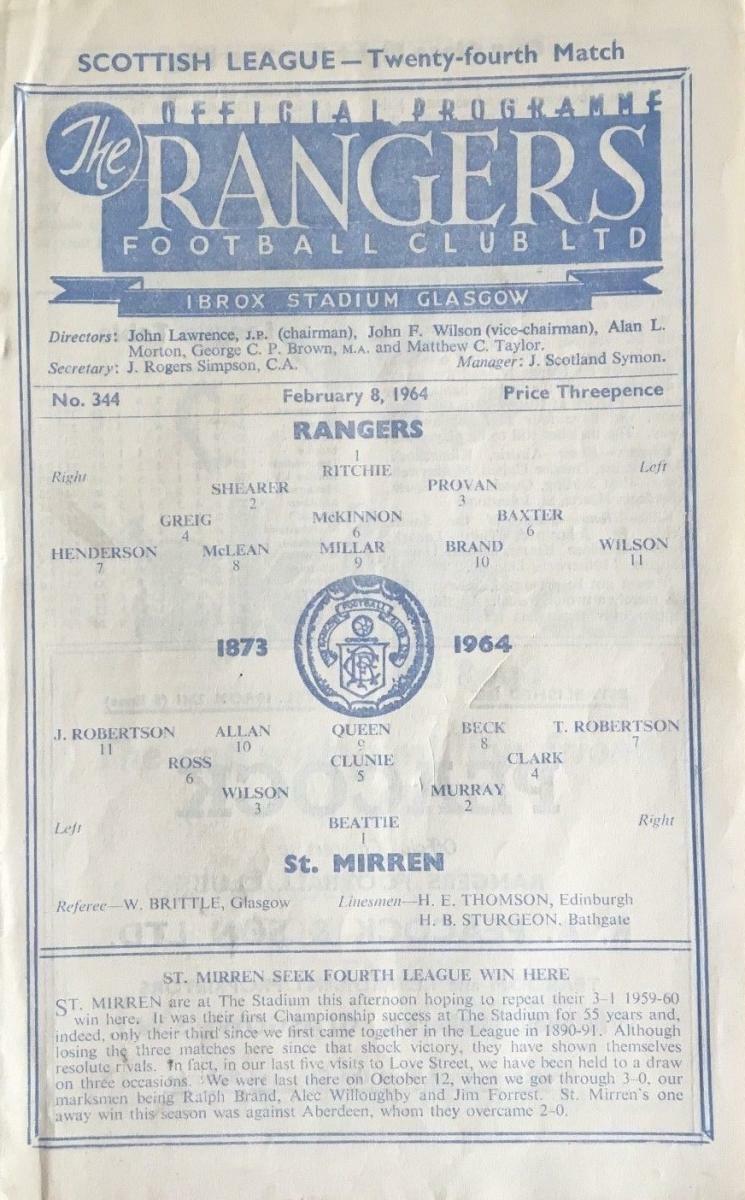 SCOTTISH LEAGUE — Twenty-fourth Match
OFFICIAL PROGRAMME
The RANGERS
FOOTBALL CLUB LTD
IBROX STADIUM GLASGOW
Directors: John Lawrence, J.P. (chairman), John F. Wilson (vice-chairman), Alan L.
Morton, George C. P. Brown, M.A. and Matthew C. Taylor.
Secretary: J. Rogers Simpson, C.A. Manager: J. Scotland Symon.
No. 344 February 8, 1964 Price Threepence
RANGERS
1
Right RITCHIE Left
SHEARER PROVAN
2 3
GREIG McKINNON BAXTER
4 6 6
HENDERSON McLEAN MILLAR BRAND WILSON
7 8 9 10 11
FOOTBALL
1873 1964
J. ROBERTSON ALLAN QUEEN BECK T. ROBERTSON
11 10 9 8 7
ROSS CLUNIE CLARK
6 5 4
WILSON MURRAY
3 2
Left BEATTIE Right
1
St. MIRREN
Referee—W. BRITTLE, Glasgow Linesmen—H. E. THOMSON, Edinburgh
H. B. STURGEON, Bathgate
ST. MIRREN SEEK FOURTH LEAGUE WIN HERE
ST. MIRREN are at The Stadium this afternoon hoping to repeat their 3-1 1959-60
win here. It was their first Championship success at The Stadium for 55 years and,
indeed, only their third since we first came together in the League in 1890-91. Although
losing the three matches here since that shock victory, they have shown themselves
resolute rivals. In fact, in our last five visits to Love Street, we have been held to a draw
on three occasions. We were last there on October 12, when we got through 3-0, our
marksmen being Ralph Brand, Alec Willoughby and Jim Forrest. St. Mirren's one
away win this season was against Aberdeen, whom they overcame 2-0.